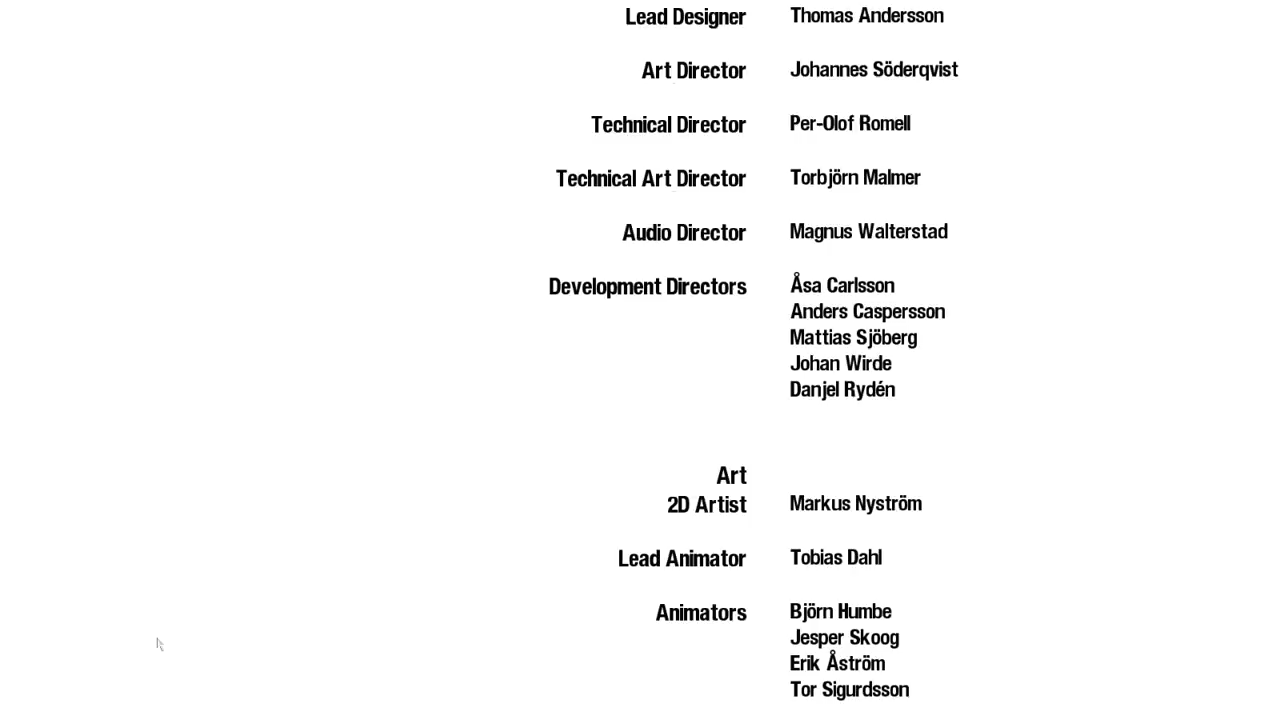 Lead Designer Thomas Andersson
Art Director Johannes Söderqvist
Technical Director Per-Olof Romell
Technical Art Director Torbjörn Malmer
Audio Director Magnus Walterstad
Development Directors Åsa Carlsson
Anders Caspersson
Mattias Sjöberg
Johan Wirde
Danjel Rydén
Art
2D Artist Markus Nyström
Lead Animator Tobias Dahl
Animators Björn Humbe
Jesper Skoog
Erik Åström
Tor Sigurdsson